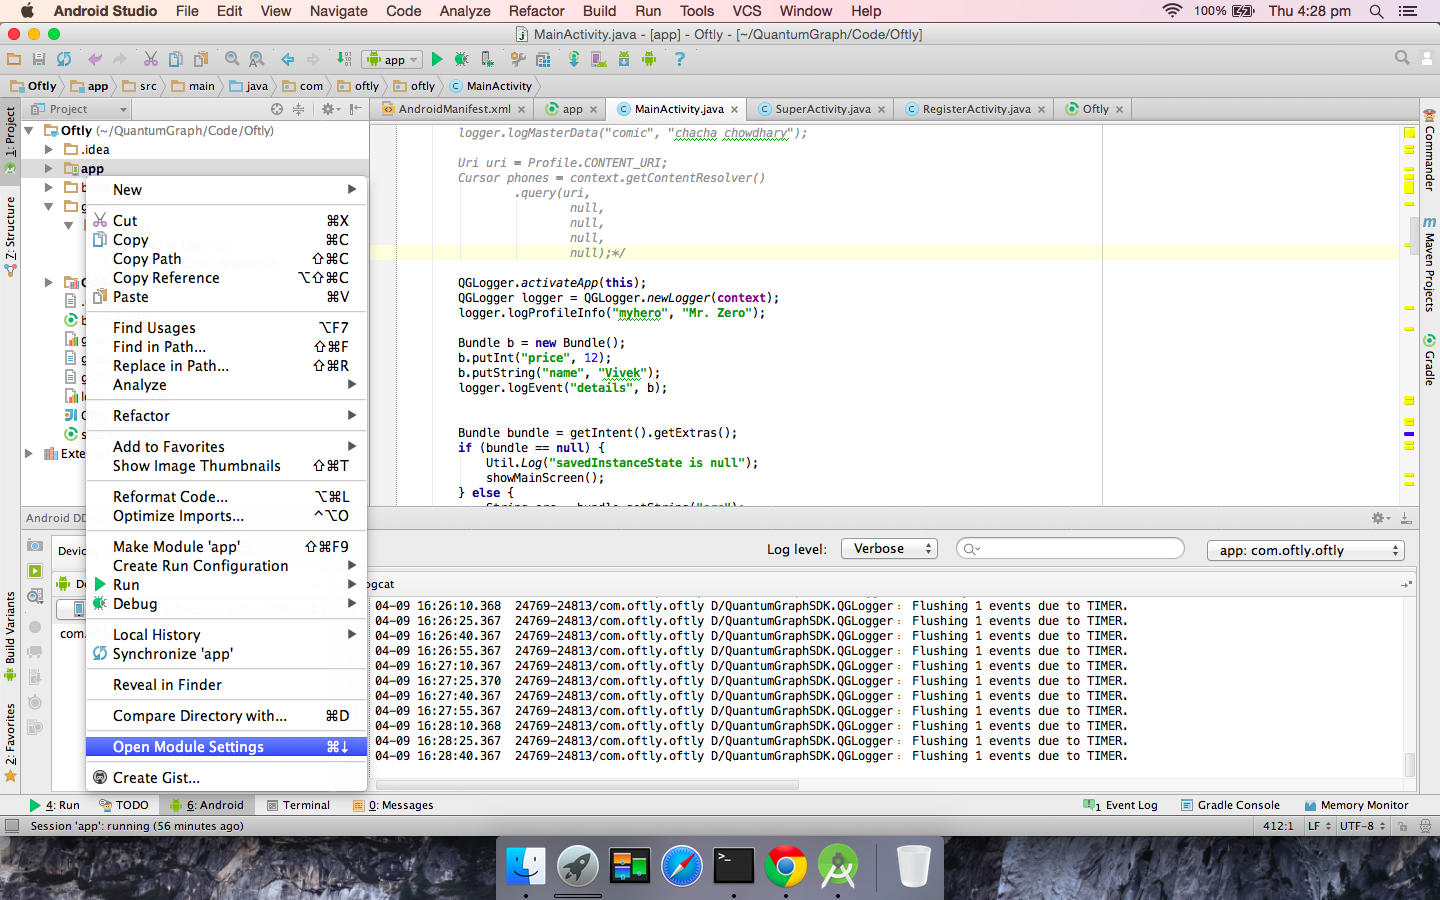 Android Studio File Edit View Navigate Code Analyze Refactor Build Run Tools VCS Window Help 100% Thu 4:28 pm
MainActivity.java - [app] - Oftly - [~/QuantumGraph/Code/Oftly]
app
Oftly app src main java com oftly oftly MainActivity
Project
AndroidManifest.xml app MainActivity.java SuperActivity.java RegisterActivity.java Oftly
1: Project
Z: Structure
Build Variants
2: Favorites
Oftly (~/QuantumGraph/Code/Oftly)
.idea
app
New
Cut ⌘X
Copy ⌘C
Copy Path ⇧⌘C
Copy Reference ⌥⇧⌘C
Paste ⌘V
Find Usages ⌥F7
Find in Path... ⇧⌘F
Replace in Path... ⇧⌘R
Analyze
Refactor
Add to Favorites
Show Image Thumbnails ⇧⌘T
Reformat Code... ⌥⌘L
Optimize Imports... ^⌥O
Make Module 'app' ⇧⌘F9
Create Run Configuration
Run
Debug
Local History
Synchronize 'app'
Reveal in Finder
Compare Directory with... ⌘D
Open Module Settings ⌘↓
Create Gist...
logger.logMasterData("comic", "chacha chowdhary");
Uri uri = Profile.CONTENT_URI;
Cursor phones = context.getContentResolver()
.query(uri,
null,
null,
null,
null);*/
QGLogger.activateApp(this);
QGLogger logger = QGLogger.newLogger(context);
logger.logProfileInfo("myhero", "Mr. Zero");
Bundle b = new Bundle();
b.putInt("price", 12);
b.putString("name", "Vivek");
logger.logEvent("details", b);
Bundle bundle = getIntent().getExtras();
if (bundle == null) {
Util.Log("savedInstanceState is null");
showMainScreen();
} else {
Commander
Maven Projects
Gradle
Android DD
Devic
Log level: Verbose app: com.oftly.oftly
De
ogcat
com.
04-09 16:26:10.368 24769-24813/com.oftly.oftly D/QuantumGraphSDK.QGLogger: Flushing 1 events due to TIMER.
04-09 16:26:25.367 24769-24813/com.oftly.oftly D/QuantumGraphSDK.QGLogger: Flushing 1 events due to TIMER.
04-09 16:26:40.367 24769-24813/com.oftly.oftly D/QuantumGraphSDK.QGLogger: Flushing 1 events due to TIMER.
04-09 16:26:55.367 24769-24813/com.oftly.oftly D/QuantumGraphSDK.QGLogger: Flushing 1 events due to TIMER.
04-09 16:27:10.367 24769-24813/com.oftly.oftly D/QuantumGraphSDK.QGLogger: Flushing 1 events due to TIMER.
04-09 16:27:25.370 24769-24813/com.oftly.oftly D/QuantumGraphSDK.QGLogger: Flushing 1 events due to TIMER.
04-09 16:27:40.367 24769-24813/com.oftly.oftly D/QuantumGraphSDK.QGLogger: Flushing 1 events due to TIMER.
04-09 16:27:55.367 24769-24813/com.oftly.oftly D/QuantumGraphSDK.QGLogger: Flushing 1 events due to TIMER.
04-09 16:28:10.368 24769-24813/com.oftly.oftly D/QuantumGraphSDK.QGLogger: Flushing 1 events due to TIMER.
04-09 16:28:25.367 24769-24813/com.oftly.oftly D/QuantumGraphSDK.QGLogger: Flushing 1 events due to TIMER.
04-09 16:28:40.367 24769-24813/com.oftly.oftly D/QuantumGraphSDK.QGLogger: Flushing 1 events due to TIMER.
4: Run TODO 6: Android Terminal 0: Messages 1 Event Log Gradle Console Memory Monitor
Session 'app': running (56 minutes ago) 412:1 LF UTF-8